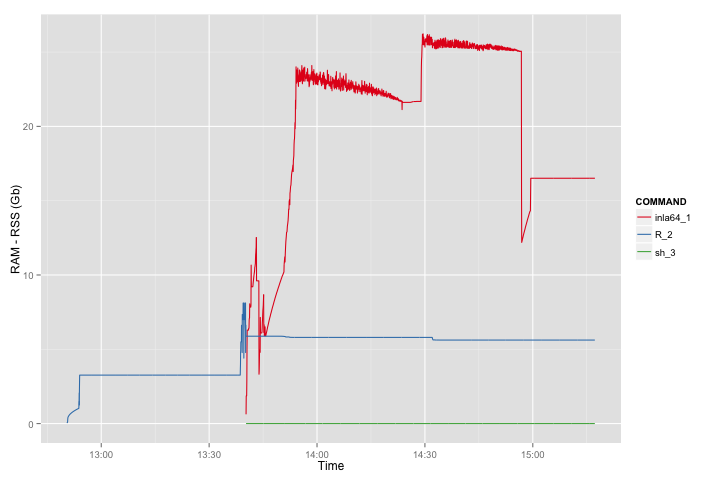 RAM - RSS (Gb)
20
10
0
13:00
13:30
14:00
14:30
15:00
Time
COMMAND
inla64_1
R_2
sh_3